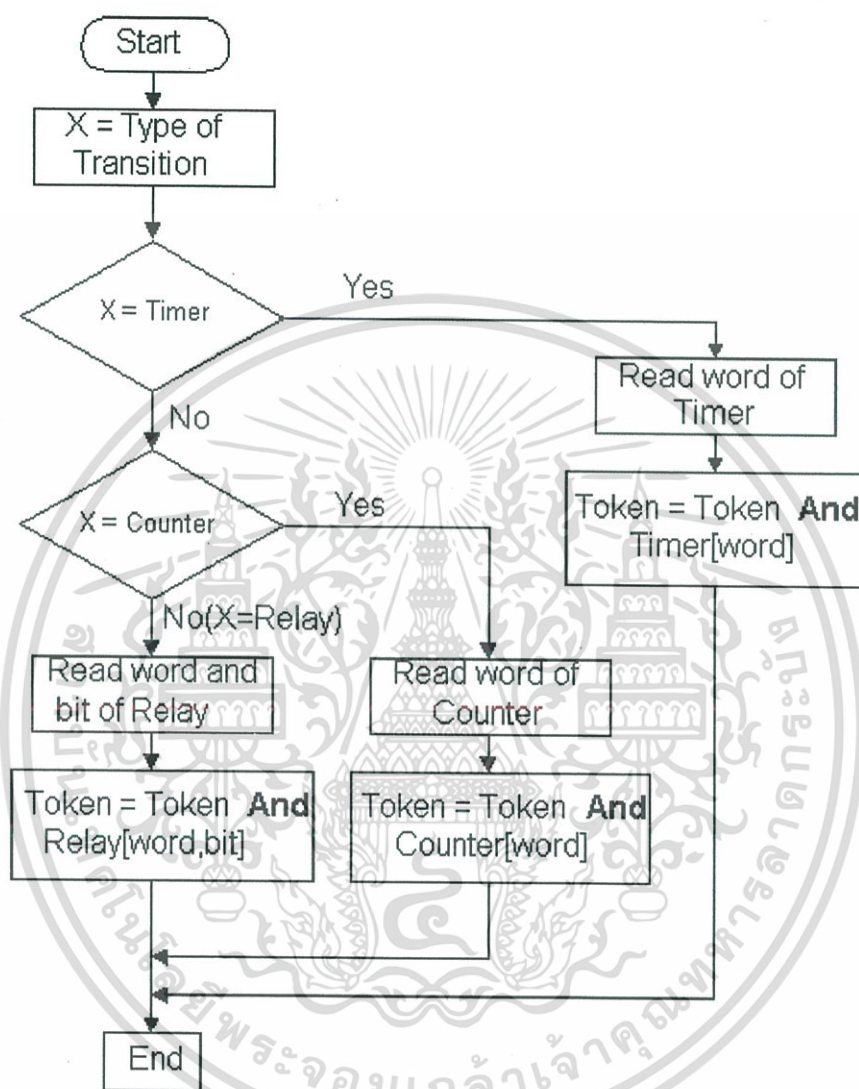 Start
X = Type of
Transition
X = Timer
Yes
No
Read word of
Timer
Token = Token And
Timer[word]
X = Counter
Yes
No(X=Relay)
Read word and
bit of Relay
Token = Token And
Relay[word,bit]
Read word of
Counter
Token = Token And
Counter[word]
End